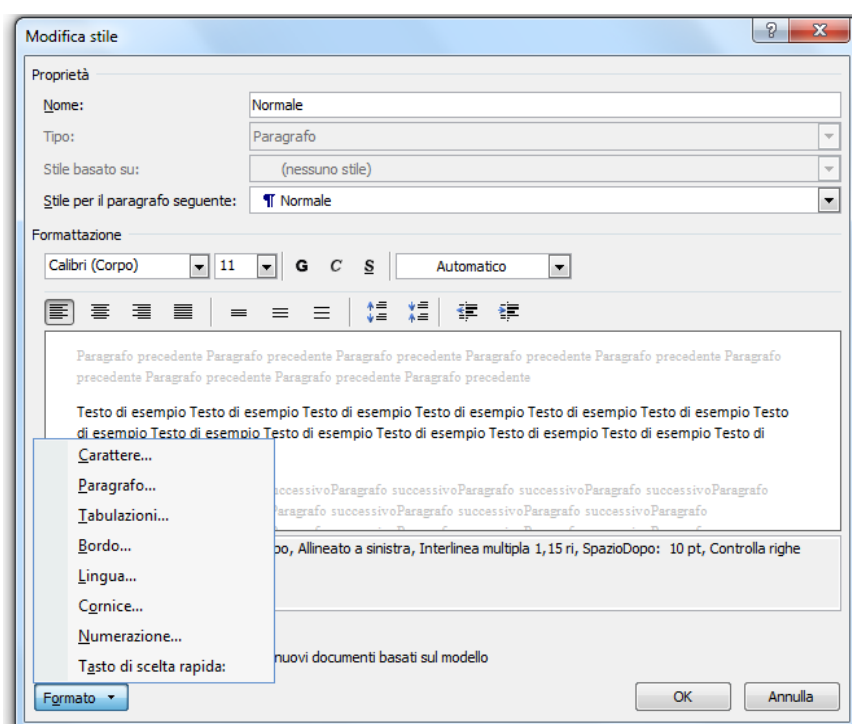 Modifica stile
Proprietà
Nome: Normale
Tipo: Paragrafo
Stile basato su: (nessuno stile)
Stile per il paragrafo seguente: ¶ Normale
Formattazione
Calibri (Corpo) 11 G C S Automatico
Paragrafo precedente Paragrafo precedente Paragrafo precedente Paragrafo precedente Paragrafo precedente Paragrafo
precedente Paragrafo precedente Paragrafo precedente Paragrafo precedente
Testo di esempio Testo di esempio Testo di esempio Testo di esempio Testo di esempio Testo di esempio Testo
di esempio Testo di esempio Testo di esempio Testo di esempio Testo di esempio Testo di esempio Testo di
Carattere...
Paragrafo...
Tabulazioni...
Bordo...
Lingua...
Cornice...
Numerazione...
Tasto di scelta rapida:
successivoParagrafo successivoParagrafo successivoParagrafo successivoParagrafo
Paragrafo successivoParagrafo successivoParagrafo successivoParagrafo
po, Allineato a sinistra, Interlinea multipla 1,15 ri, SpazioDopo: 10 pt, Controlla righe
nuovi documenti basati sul modello
Formato OK Annulla